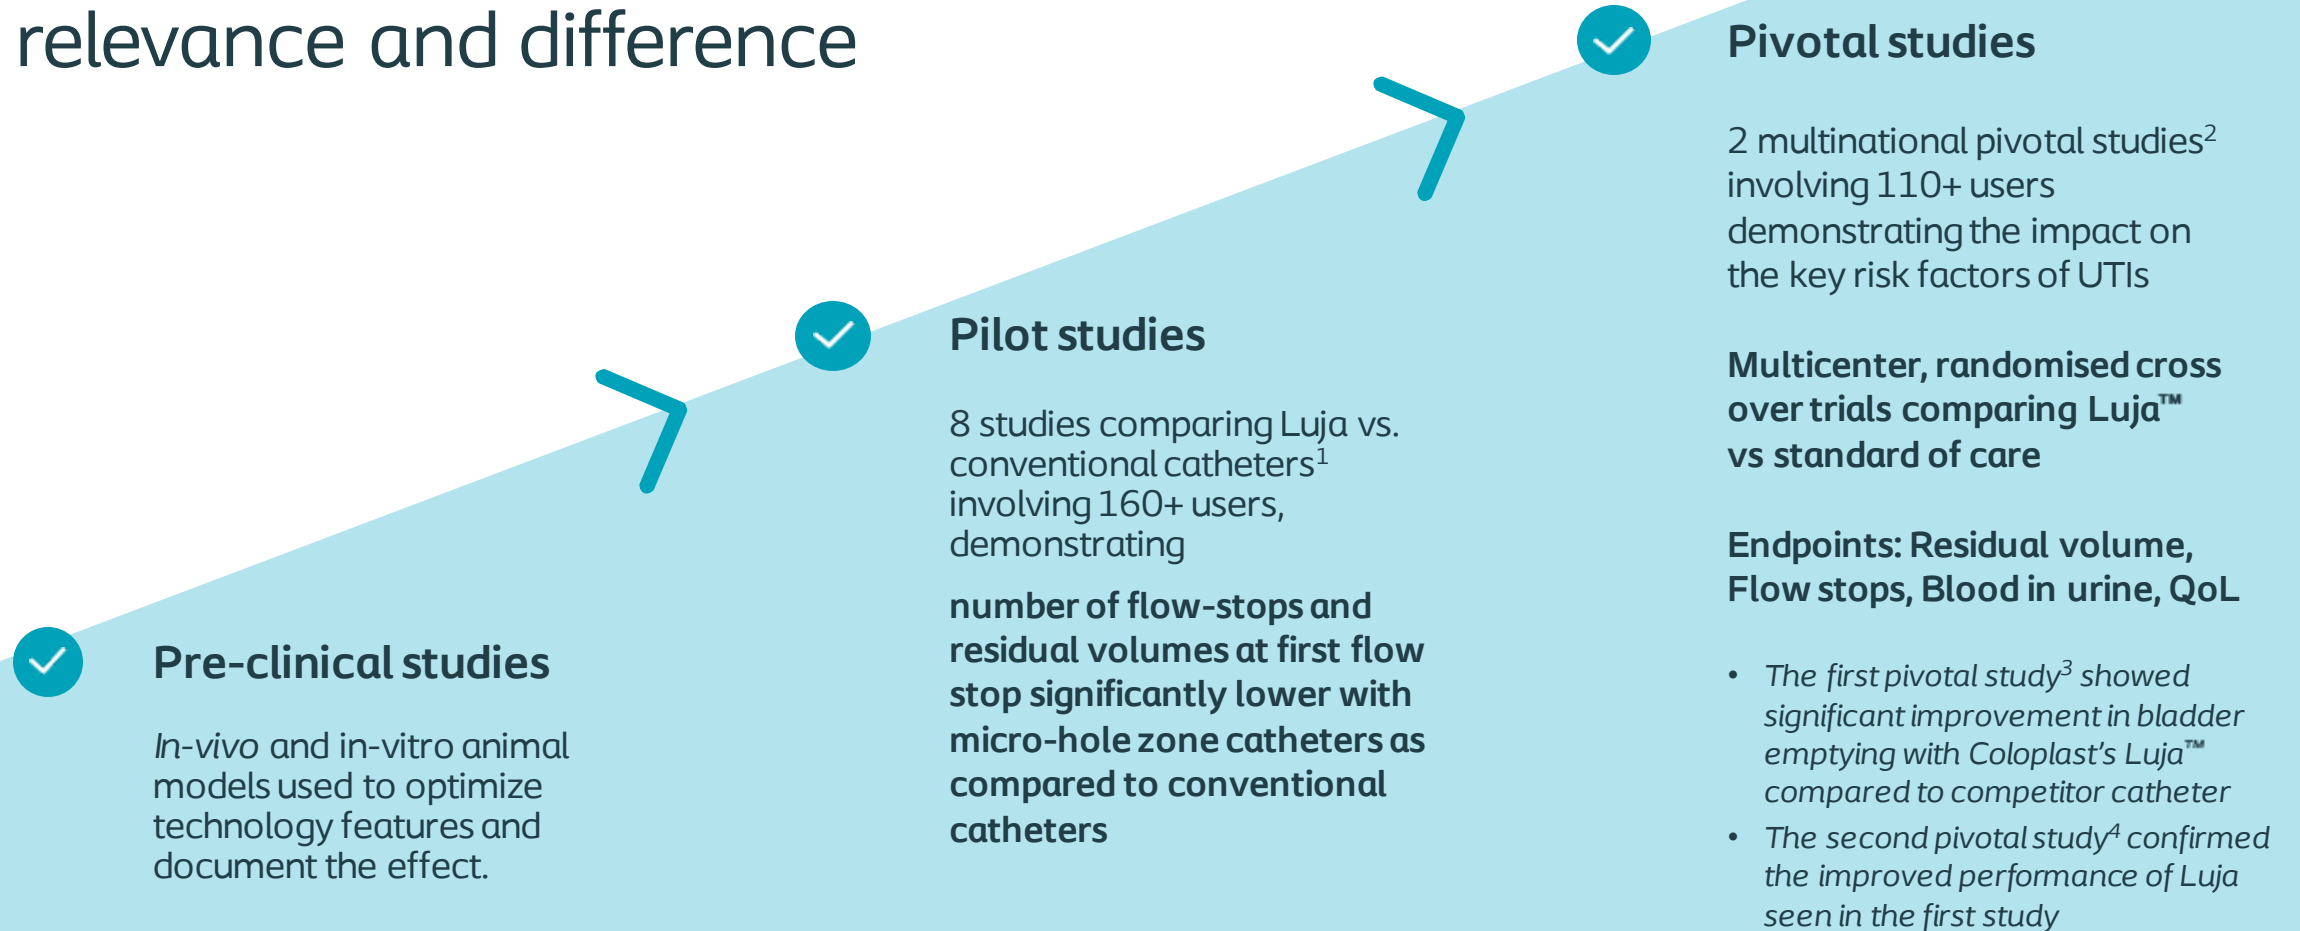 relevance and difference
Pre-clinical studies
In-vivo and in-vitro animal
models used to optimize
technology features and
document the effect.
Pilot studies
8 studies comparing Luja vs.
conventional catheters¹
involving 160+ users,
demonstrating
number of flow-stops and
residual volumes at first flow
stop significantly lower with
micro-hole zone catheters as
compared to conventional
catheters
Pivotal studies
2 multinational pivotal studies²
involving 110+ users
demonstrating the impact on
the key risk factors of UTIs
Multicenter, randomised cross
over trials comparing Luja™
vs standard of care
Endpoints: Residual volume,
Flow stops, Blood in urine, QoL
• The first pivotal study³ showed
significant improvement in bladder
emptying with Coloplast's Luja™
compared to competitor catheter
• The second pivotal study⁴ confirmed
the improved performance of Luja
seen in the first study